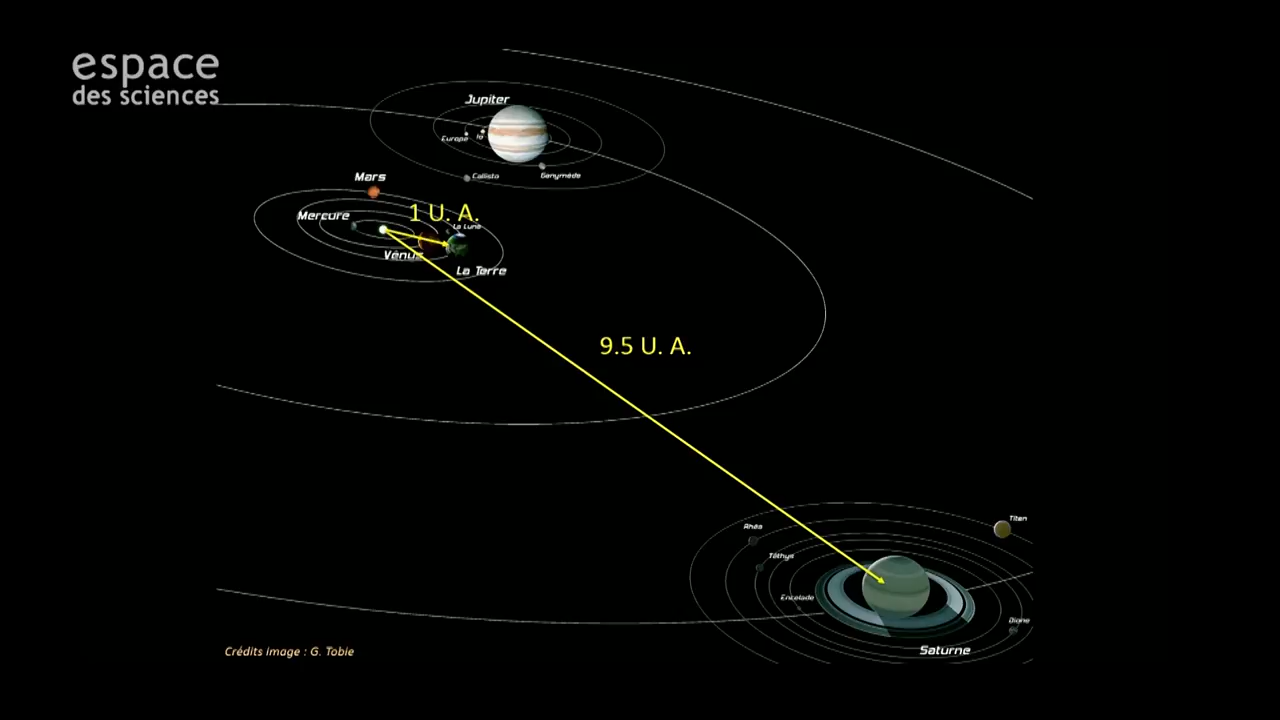 espace
des sciences
Jupiter
Europe
Io
Callisto
Ganymède
Mars
Mercure
1 U. A.
La Lune
Vénus
La Terre
9.5 U. A.
Titan
Rhéa
Téthys
Encelade
Dione
Saturne
Crédits image : G. Tobie